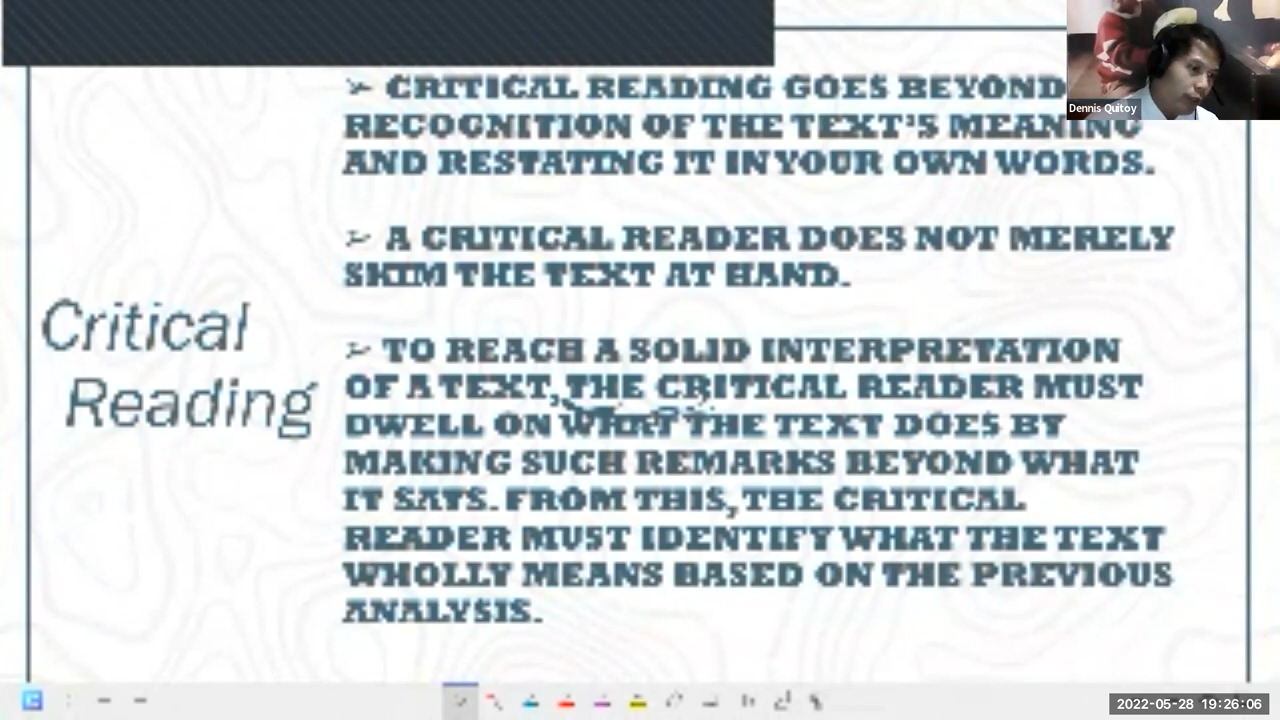 ➢ CRITICAL READING GOES BEYOND
RECOGNITION OF THE TEXT'S MEANING
AND RESTATING IT IN YOUR OWN WORDS.
➢ A CRITICAL READER DOES NOT MERELY
SKIM THE TEXT AT HAND.
Critical
Reading
➢ TO REACH A SOLID INTERPRETATION
OF A TEXT, THE CRITICAL READER MUST
DWELL ON WHAT THE TEXT DOES BY
MAKING SUCH REMARKS BEYOND WHAT
IT SAYS. FROM THIS, THE CRITICAL
READER MUST IDENTIFY WHAT THE TEXT
WHOLLY MEANS BASED ON THE PREVIOUS
ANALYSIS.
Dennis Quitoy
2022-05-28 19:26:06